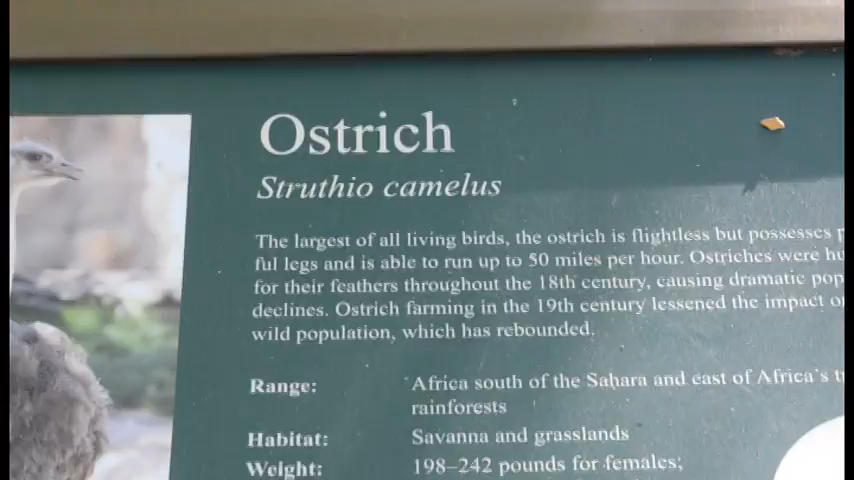 Ostrich
Struthio camelus
The largest of all living birds, the ostrich is flightless but possesses
ful legs and is able to run up to 50 miles per hour. Ostriches were
for their feathers throughout the 18th century, causing dramatic pop
declines. Ostrich farming in the 19th century lessened the impact
wild population, which has rebounded.
Range: Africa south of the Sahara and east of Africa's
rainforests
Habitat: Savanna and grasslands
Weight: 198–242 pounds for females;